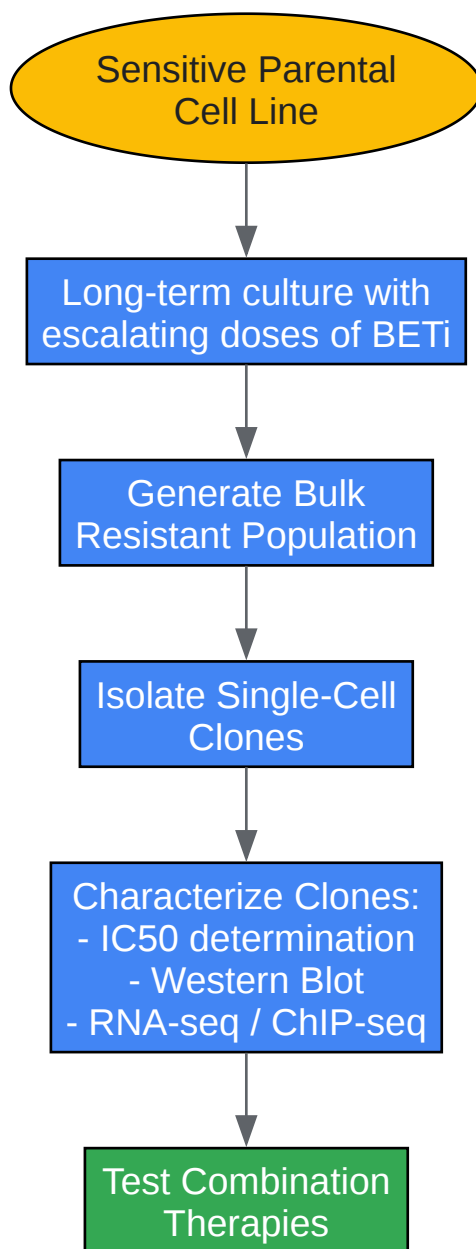 Sensitive Parental
Cell Line
Long-term culture with
escalating doses of BETi
Generate Bulk
Resistant Population
Isolate Single-Cell
Clones
Characterize Clones:
- IC50 determination
- Western Blot
- RNA-seq / ChIP-seq
Test Combination
Therapies